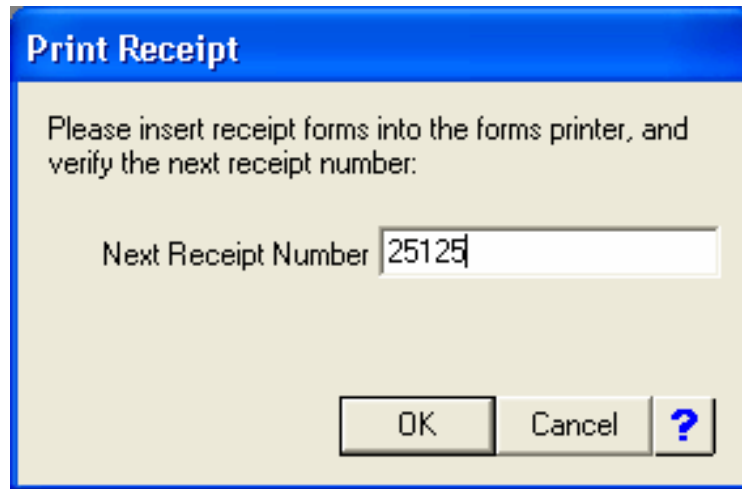 Print Receipt
Please insert receipt forms into the forms printer, and
verify the next receipt number:
Next Receipt Number 25125
OK Cancel ?